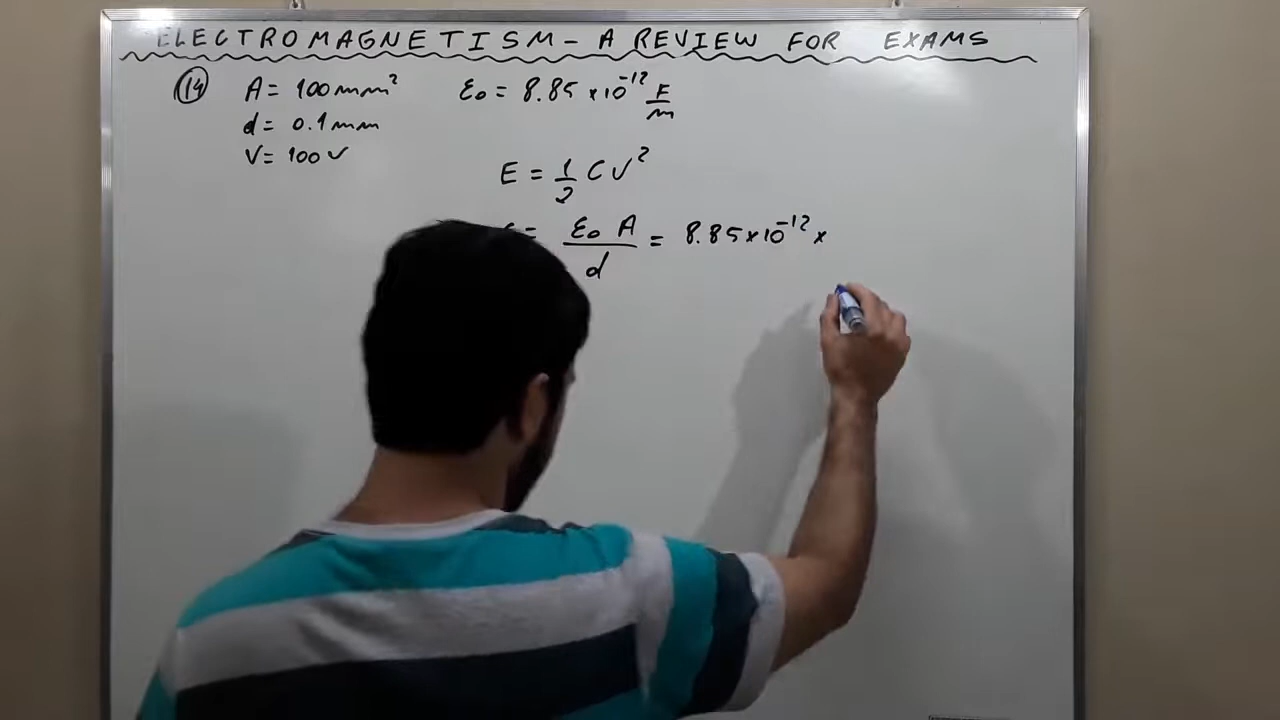 ELECTROMAGNETISM - A REVIEW FOR EXAMS
14 A = 100 mm² ε₀ = 8.85 × 10⁻¹² F/m
d = 0.1 mm
V = 100 V
E = 1/2 CV²
C = ε₀ A / d = 8.85 × 10⁻¹² ×